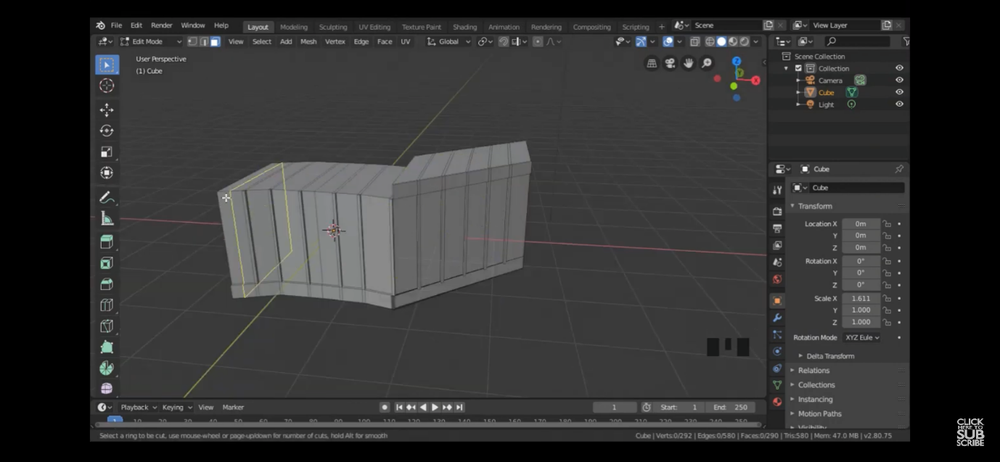 File Edit Render Window Help Layout Modeling Sculpting UV Editing Texture Paint Shading Animation Rendering Compositing Scripting + Scene View Layer
Edit Mode View Select Add Mesh Vertex Edge Face UV Global
User Perspective
(1) Cube
Z
X
Scene Collection
Collection
Camera
Cube
Light
Cube
Cube
Transform
Location X 0m
Y 0m
Z 0m
Rotation X 0°
Y 0°
Z 0°
Scale X 1.611
Y 1.000
Z 1.000
Rotation Mode XYZ Eule
Delta Transform
Relations
Collections
Instancing
Motion Paths
Visibility
Playback Keying View Marker 1 Start: 1 End: 250
1 10 20 30 40 50 60 70 80 90 100 110 120 130 140 150 160 170 180 190 200 210 220 230 240 250
Select a ring to be cut, use mouse-wheel or page-up/down for number of cuts, hold Alt for smooth
Cube | Verts:0/292 | Edges:0/580 | Faces:0/290 | Tris:580 | Mem: 47.0 MB | v2.80.75
CLICK
HERE TO
SUB
SCRIBE